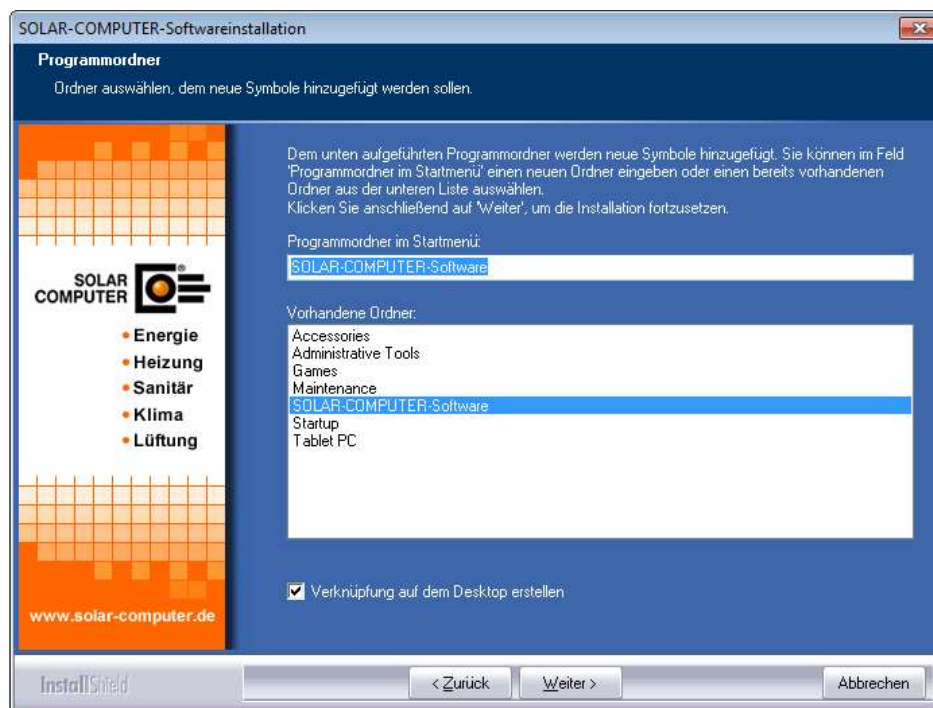 SOLAR-COMPUTER-Softwareinstallation
Programmordner
Ordner auswählen, dem neue Symbole hinzugefügt werden sollen.
Dem unten aufgeführten Programmordner werden neue Symbole hinzugefügt. Sie können im Feld
'Programmordner im Startmenü' einen neuen Ordner eingeben oder einen bereits vorhandenen
Ordner aus der unteren Liste auswählen.
Klicken Sie anschließend auf 'Weiter', um die Installation fortzusetzen.
Programmordner im Startmenü:
SOLAR-COMPUTER-Software
Vorhandene Ordner:
Accessories
Administrative Tools
Games
Maintenance
SOLAR-COMPUTER-Software
Startup
Tablet PC
Verknüpfung auf dem Desktop erstellen
SOLAR
COMPUTER
®
• Energie
• Heizung
• Sanitär
• Klima
• Lüftung
www.solar-computer.de
InstallShield
< Zurück
Weiter >
Abbrechen